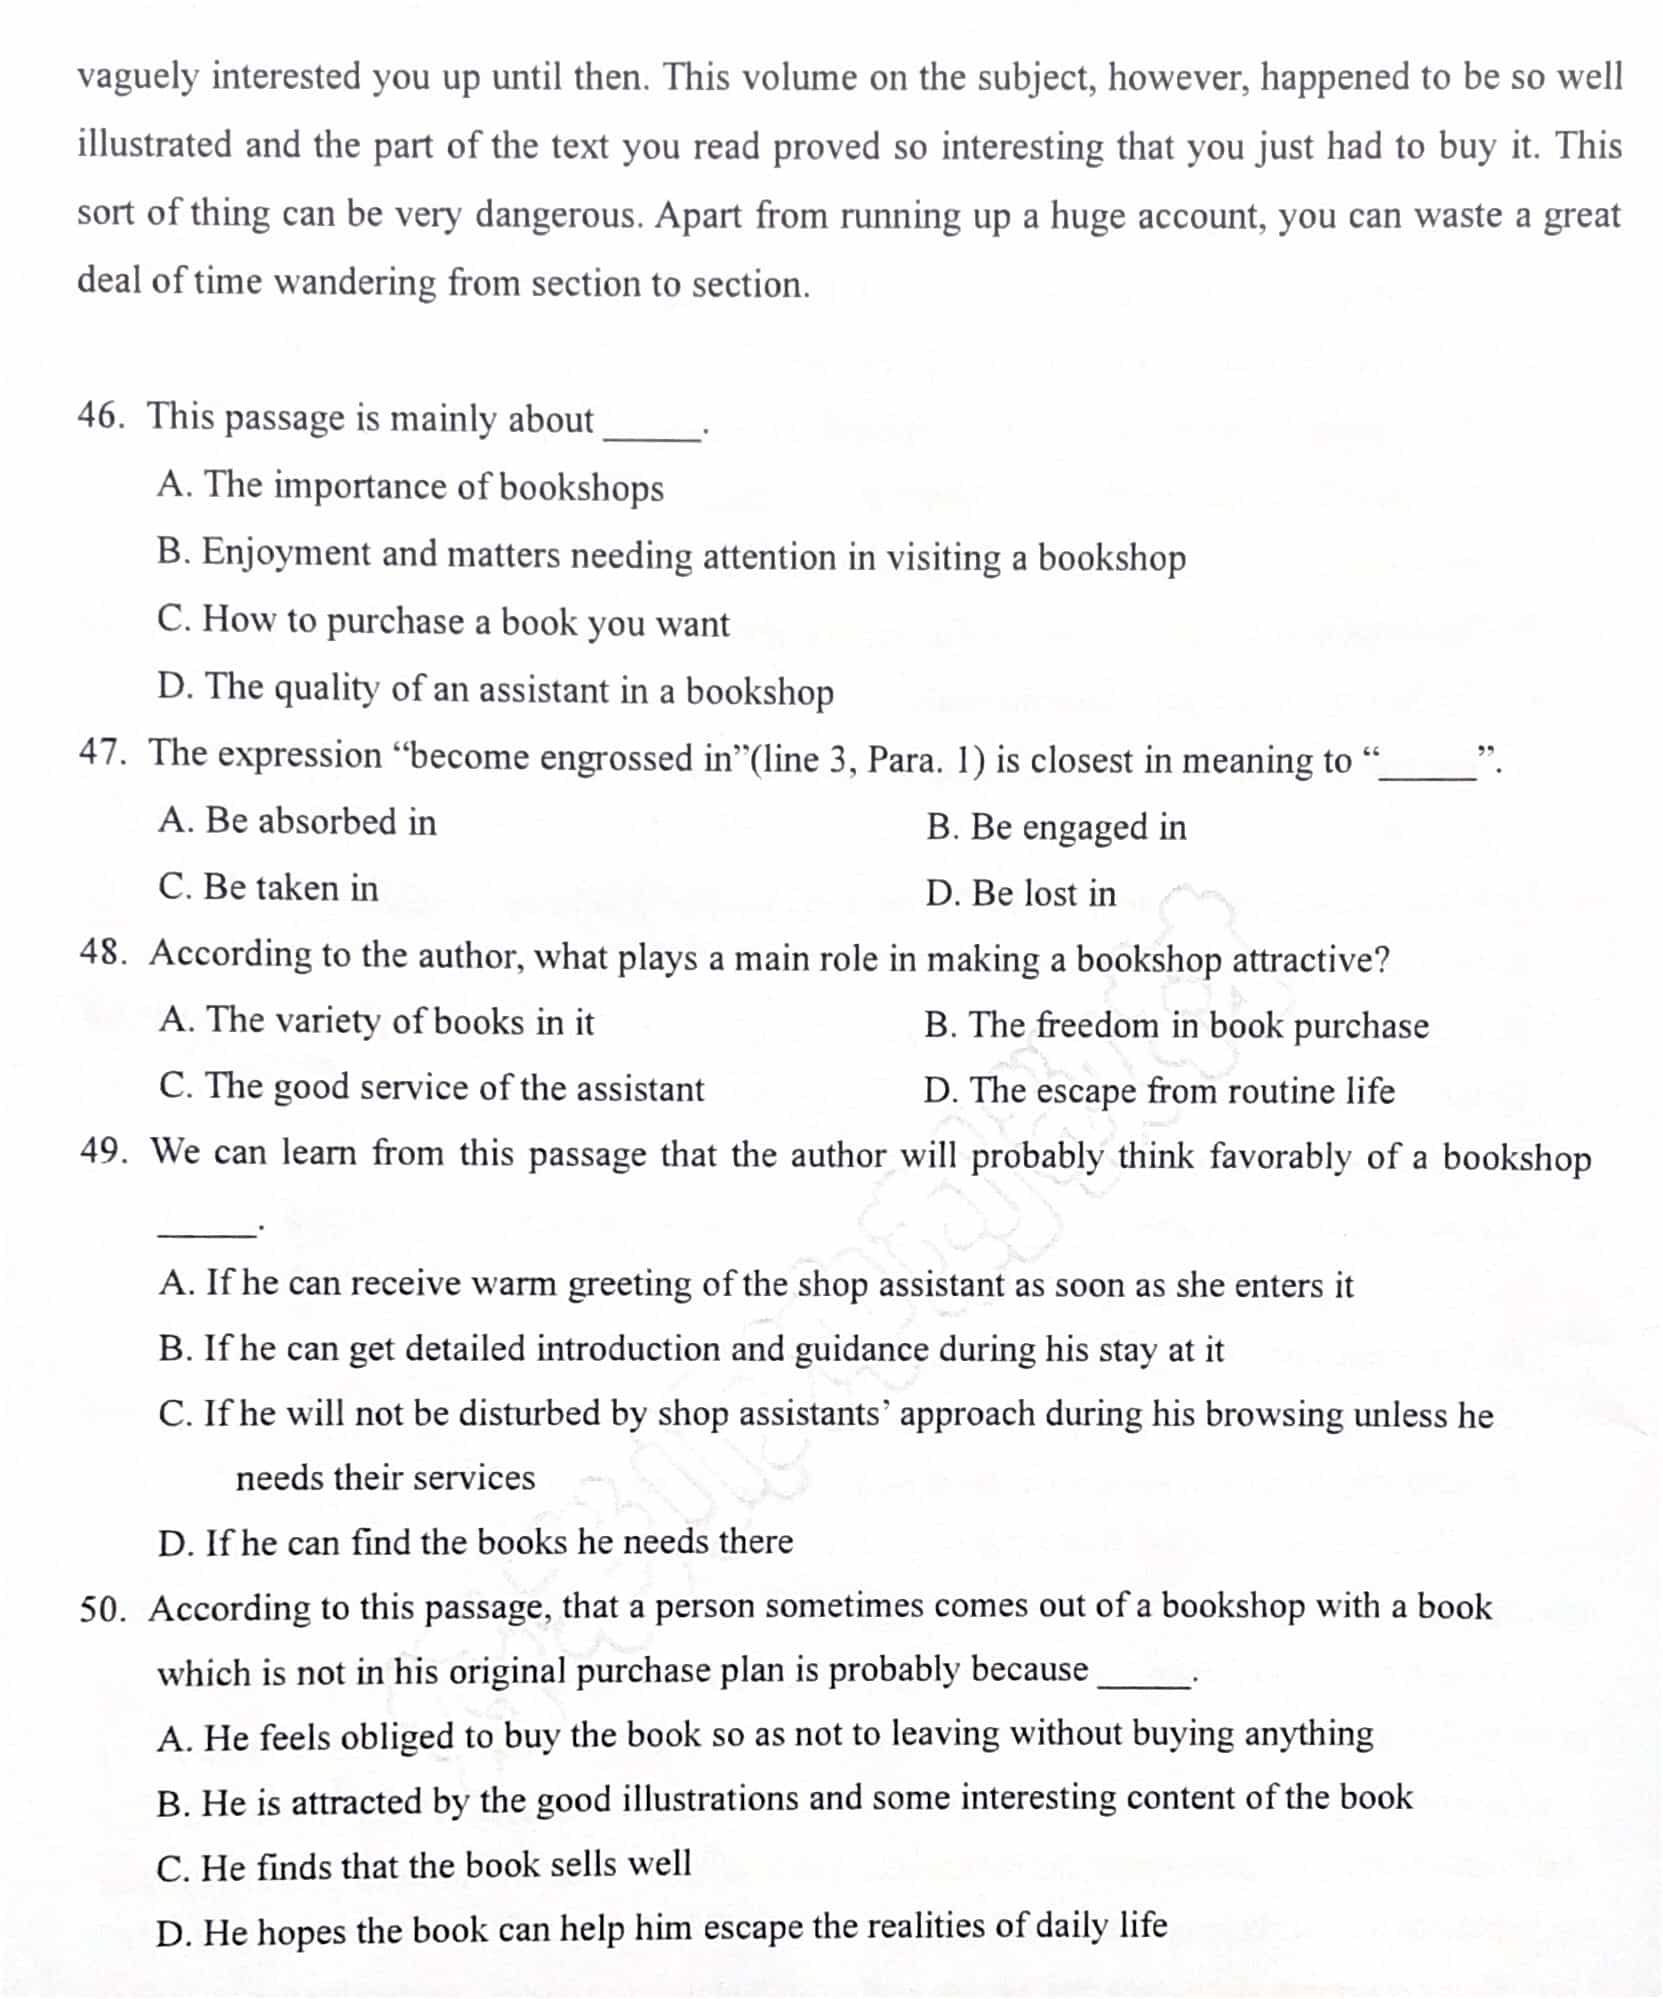 vaguely interested you up until then. This volume on the subject, however, happened to be so well
illustrated and the part of the text you read proved so interesting that you just had to buy it. This
sort of thing can be very dangerous. Apart from running up a huge account, you can waste a great
deal of time wandering from section to section.
46. This passage is mainly about _____.
A. The importance of bookshops
B. Enjoyment and matters needing attention in visiting a bookshop
C. How to purchase a book you want
D. The quality of an assistant in a bookshop
47. The expression “become engrossed in”(line 3, Para. 1) is closest in meaning to “_____”.
A. Be absorbed in B. Be engaged in
C. Be taken in D. Be lost in
48. According to the author, what plays a main role in making a bookshop attractive?
A. The variety of books in it B. The freedom in book purchase
C. The good service of the assistant D. The escape from routine life
49. We can learn from this passage that the author will probably think favorably of a bookshop
_____.
A. If he can receive warm greeting of the shop assistant as soon as she enters it
B. If he can get detailed introduction and guidance during his stay at it
C. If he will not be disturbed by shop assistants’ approach during his browsing unless he
needs their services
D. If he can find the books he needs there
50. According to this passage, that a person sometimes comes out of a bookshop with a book
which is not in his original purchase plan is probably because _____.
A. He feels obliged to buy the book so as not to leaving without buying anything
B. He is attracted by the good illustrations and some interesting content of the book
C. He finds that the book sells well
D. He hopes the book can help him escape the realities of daily life